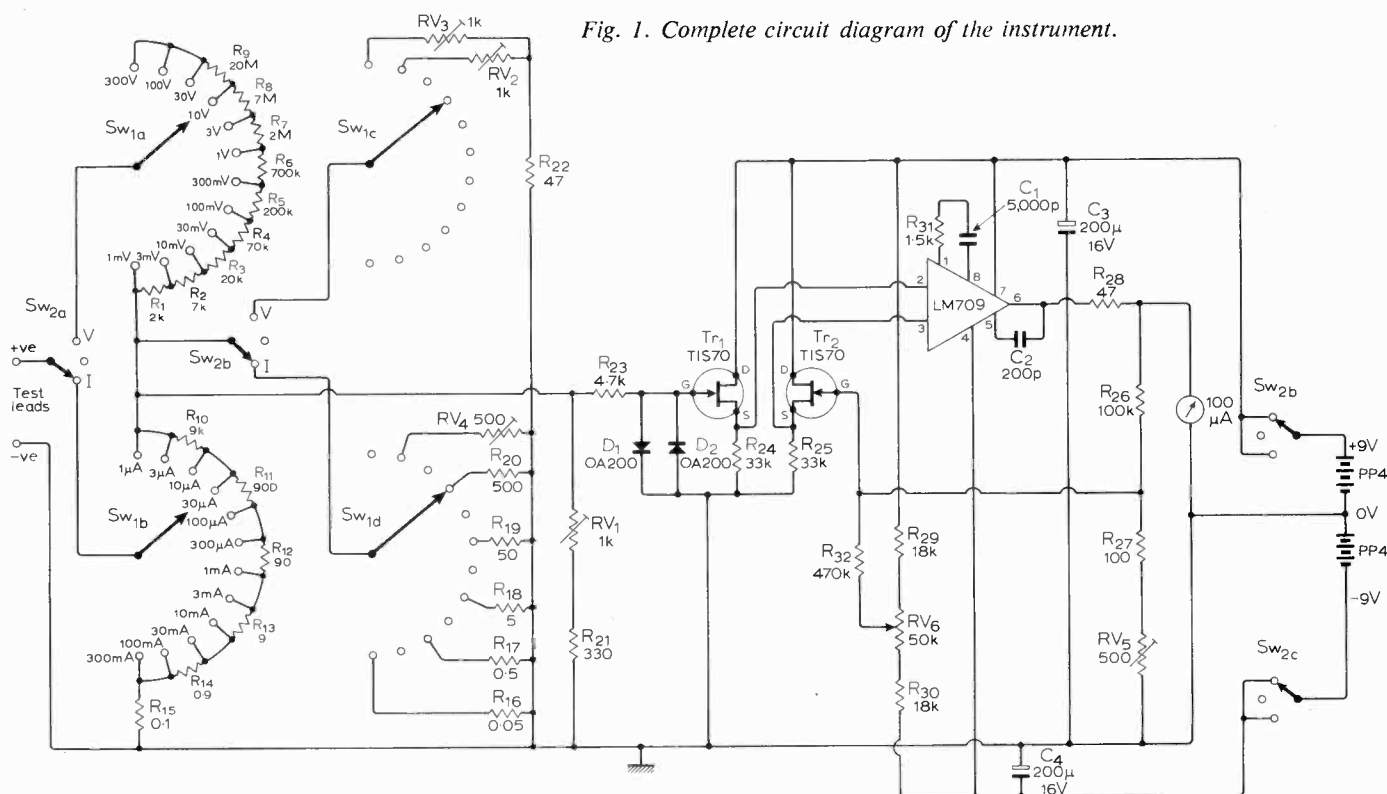 Fig. 1. Complete circuit diagram of the instrument.
RV3 1k
RV2
1k
R9
20M
300V
100V
30V
R8
7M
10V
R7
2M
3V
1V
R6
700k
300mV
R5
200k
100mV
R4
70k
30mV
R3
20k
10mV
3mV
1mV
R1
2k
R2
7k
Sw1a
Sw1c
R22
47
Sw2a
V
+ve
I
Test
leads
-ve
V
Sw2b
I
R10
9k
1µA
3µA
10µA
R11
90D
30µA
100µA
Sw1b
300µA
R12
90
1mA
3mA
10mA
R13
9
30mA
100mA
300mA
R14
0.9
R15
0.1
RV4 500
R20
500
Sw1d
R19
50
R18
5
R17
0.5
R16
0.05
R23
4.7k
D1
OA200
D2
OA200
RV1
1k
R21
330
Tr1
TIS70
D
G
S
Tr2
TIS70
D
G
S
R24
33k
R25
33k
R31
1.5k
C1
5,000p
1
8
2
3
LM709
7
6
5
4
C2
200p
C3
200µ
16V
R28
47
R26
100k
100
µA
R32
470k
R29
18k
RV6
50k
R30
18k
R27
100
RV5
500
C4
200µ
16V
Sw2b
+9V
PP4
0V
PP4
-9V
Sw2c